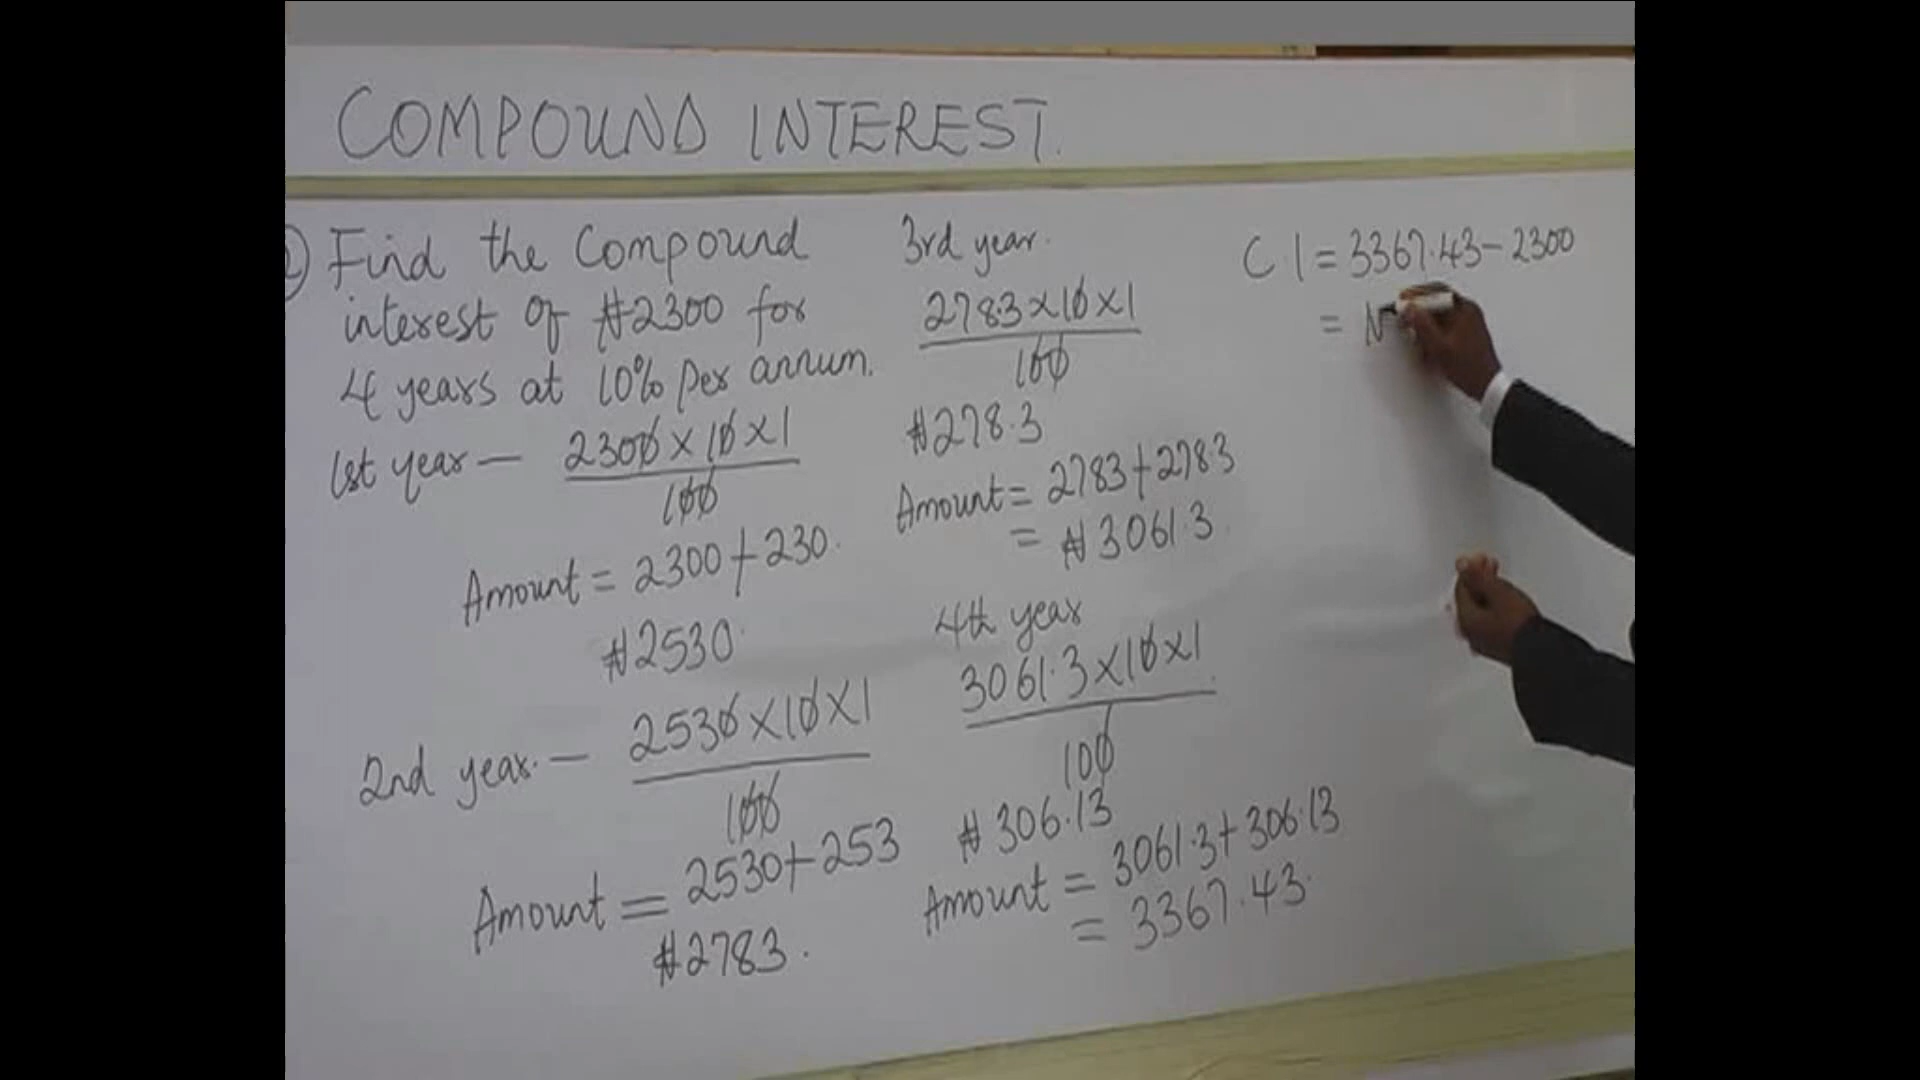 COMPOUND INTEREST.
Find the Compound
interest of ₦2300 for
4 years at 10% per annum.
1st year — 2300 x 10 x 1
100
Amount = 2300 + 230.
₦2530.
2nd year. — 2530 x 10 x 1
100
Amount = 2530 + 253
₦2783.
3rd year.
2783 x 10 x 1
100
₦278.3
Amount = 2783 + 278.3
= ₦3061.3
4th year
3061.3 x 10 x 1
100
₦306.13
Amount = 3061.3 + 306.13
= 3367.43.
C I = 3367.43 - 2300
=